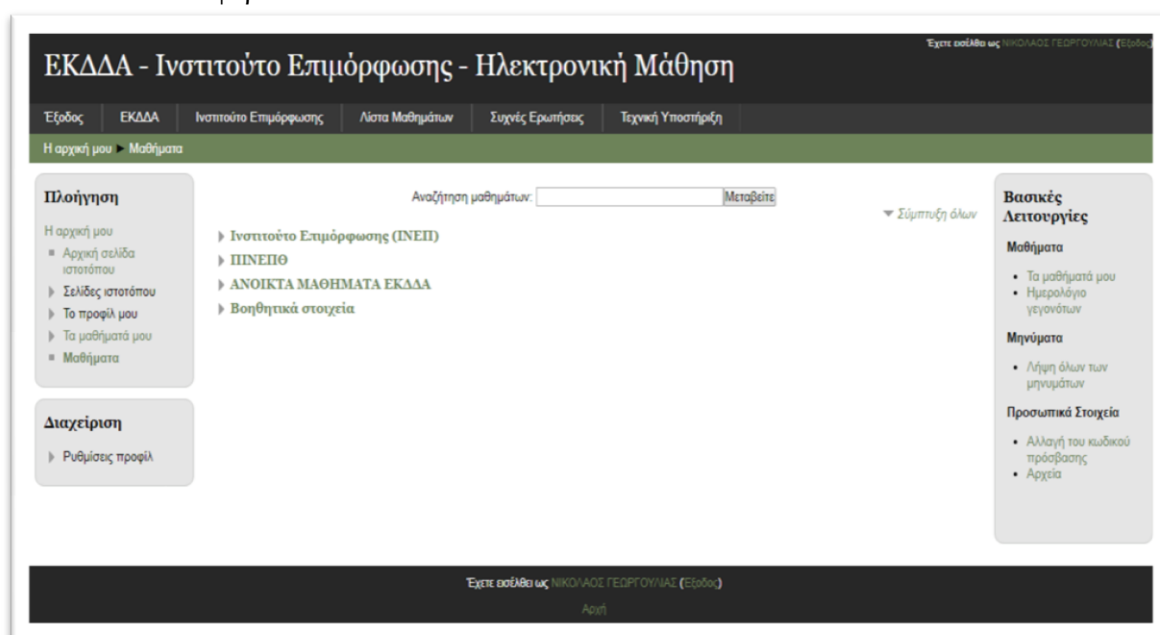 Έχετε εισέλθει ως ΝΙΚΟΛΑΟΣ ΓΕΩΡΓΟΥΛΙΑΣ (Έξοδος)
ΕΚΔΔΑ - Ινστιτούτο Επιμόρφωσης - Ηλεκτρονική Μάθηση
Έξοδος ΕΚΔΔΑ Ινστιτούτο Επιμόρφωσης Λίστα Μαθημάτων Συχνές Ερωτήσεις Τεχνική Υποστήριξη
Η αρχική μου ► Μαθήματα
Πλοήγηση
Η αρχική μου
Αρχική σελίδα
ιστοτόπου
Σελίδες ιστοτόπου
Το προφίλ μου
Τα μαθήματά μου
Μαθήματα
Διαχείριση
Ρυθμίσεις προφίλ
Αναζήτηση μαθημάτων: Μεταβείτε
Σύμπτυξη όλων
Ινστιτούτο Επιμόρφωσης (ΙΝΕΠ)
ΠΙΝΕΠΘ
ΑΝΟΙΚΤΑ ΜΑΘΗΜΑΤΑ ΕΚΔΔΑ
Βοηθητικά στοιχεία
Βασικές
Λειτουργίες
Μαθήματα
Τα μαθήματά μου
Ημερολόγιο
γεγονότων
Μηνύματα
Λήψη όλων των
μηνυμάτων
Προσωπικά Στοιχεία
Αλλαγή του κωδικού
πρόσβασης
Αρχεία
Έχετε εισέλθει ως ΝΙΚΟΛΑΟΣ ΓΕΩΡΓΟΥΛΙΑΣ (Έξοδος)
Αρχή